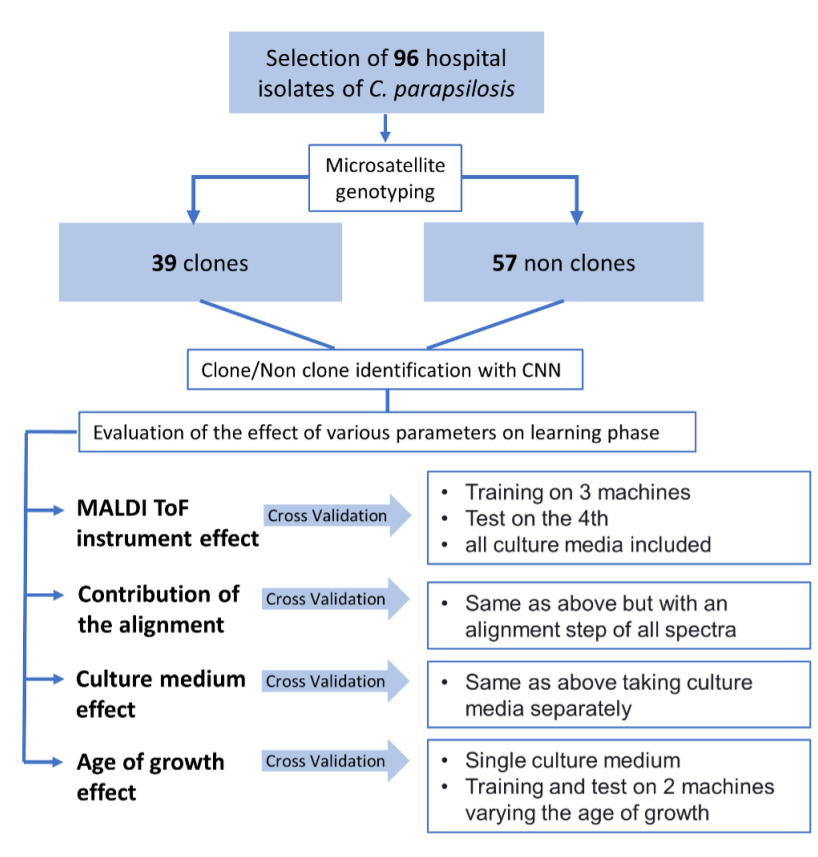 Selection of 96 hospital
isolates of C. parapsilosis
Microsatellite
genotyping
39 clones
57 non clones
Clone/Non clone identification with CNN
Evaluation of the effect of various parameters on learning phase
MALDI ToF
instrument effect
Cross Validation
• Training on 3 machines
• Test on the 4th
• all culture media included
Contribution of
the alignment
Cross Validation
• Same as above but with an
alignment step of all spectra
Culture medium
effect
Cross Validation
• Same as above taking culture
media separately
Age of growth
effect
Cross Validation
• Single culture medium
• Training and test on 2 machines
varying the age of growth